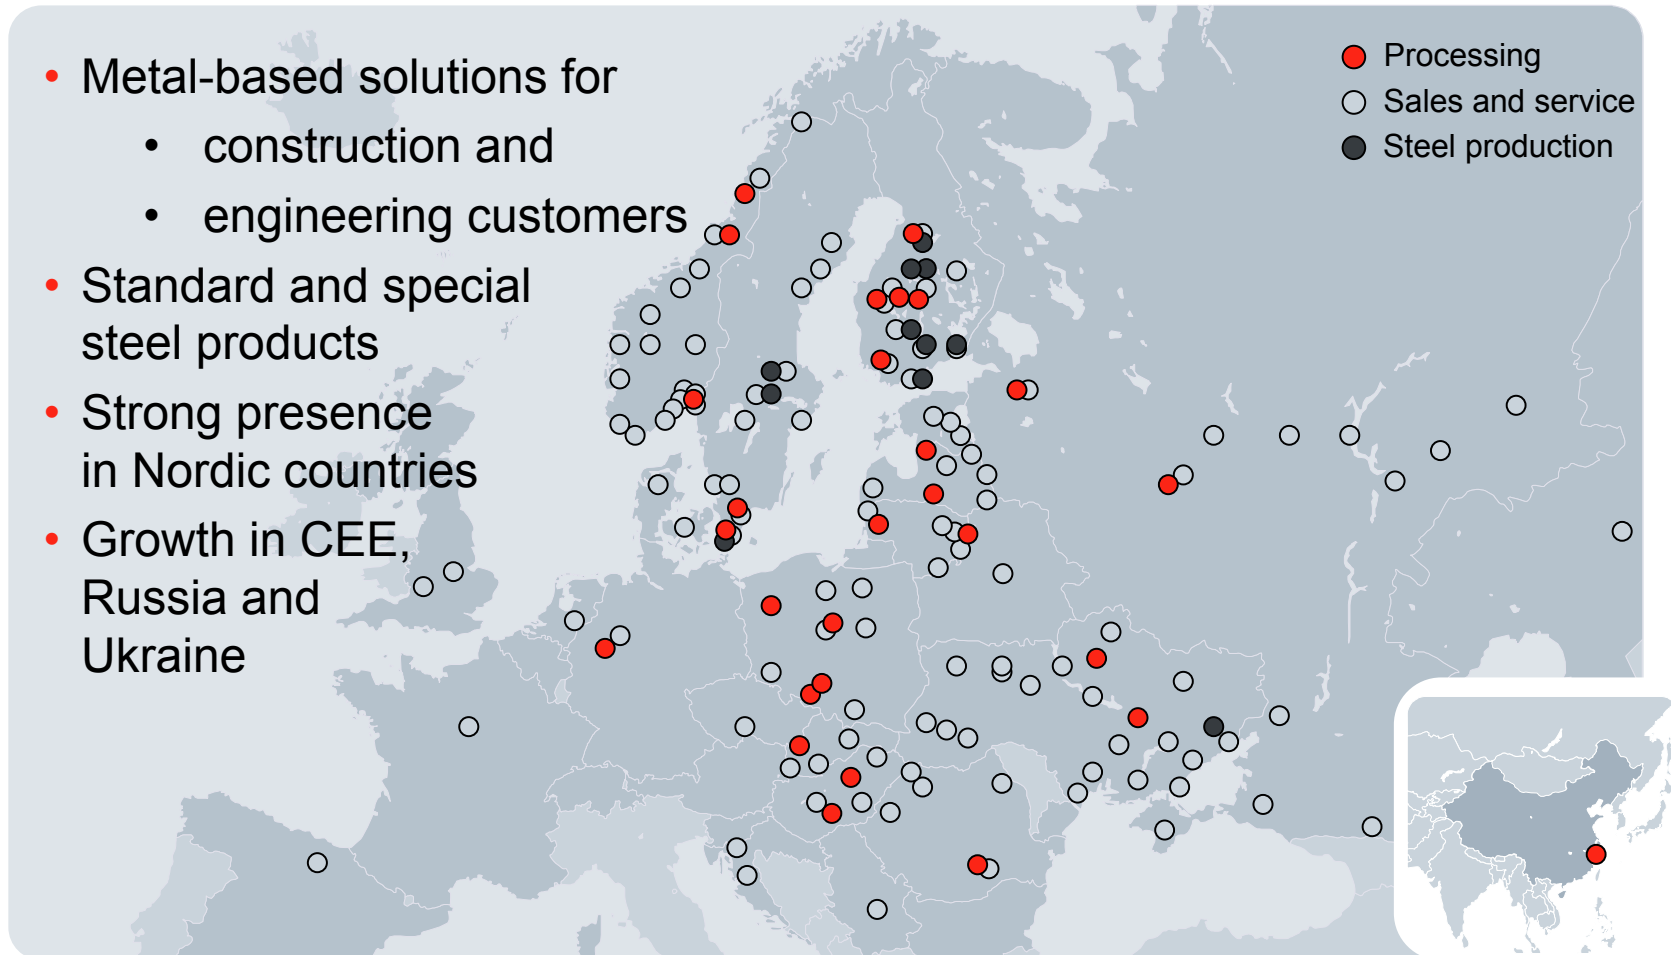 • Metal-based solutions for
• construction and
• engineering customers
• Standard and special
steel products
• Strong presence
in Nordic countries
• Growth in CEE,
Russia and
Ukraine
Processing
Sales and service
Steel production